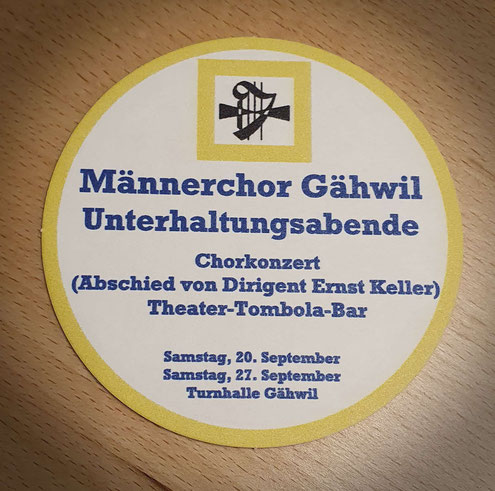 Männerchor Gähwil
Unterhaltungsabende
Chorkonzert
(Abschied von Dirigent Ernst Keller)
Theater-Tombola-Bar
Samstag, 20. September
Samstag, 27. September
Turnhalle Gähwil